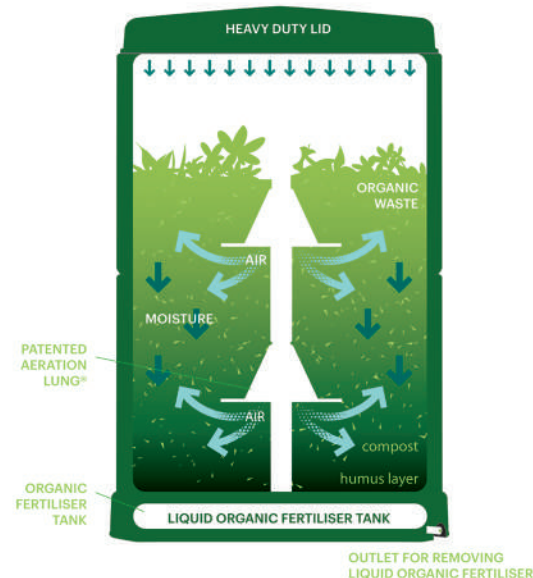 HEAVY DUTY LID
ORGANIC
WASTE
AIR
MOISTURE
PATENTED
AERATION
LUNG®
AIR
compost
humus layer
ORGANIC
FERTILISER
TANK
LIQUID ORGANIC FERTILISER TANK
OUTLET FOR REMOVING
LIQUID ORGANIC FERTILISER